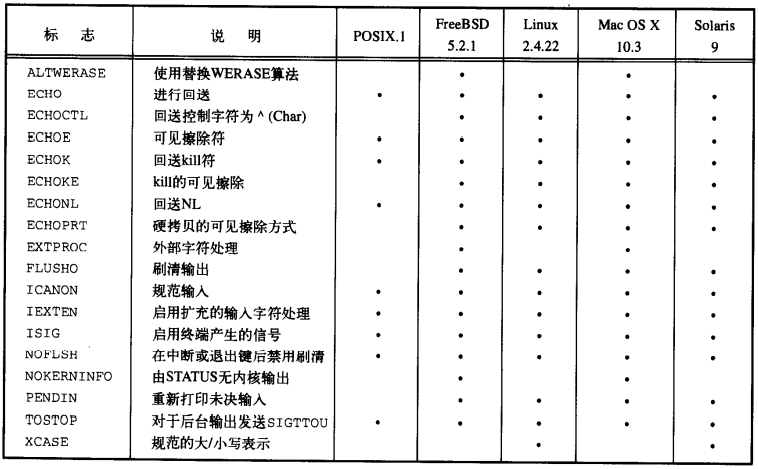 标 志 说 明 POSIX.1 FreeBSD 5.2.1 Linux 2.4.22 Mac OS X 10.3 Solaris 9
ALTWERASE 使用替换WERASE算法 • •
ECHO 进行回送 • • • • •
ECHOCTL 回送控制字符为^(Char) • • • •
ECHOE 可见擦除符 • • • • •
ECHOK 回送kill符 • • • • •
ECHOKE kill的可见擦除 • • • •
ECHONL 回送NL • • • • •
ECHOPRT 硬拷贝的可见擦除方式 • • • •
EXTPROC 外部字符处理 • •
FLUSHO 刷清输出 • • • •
ICANON 规范输入 • • • • •
IEXTEN 启用扩充的输入字符处理 • • • • •
ISIG 启用终端产生的信号 • • • • •
NOFLSH 在中断或退出键后禁用刷清 • • • • •
NOKERNINFO 由STATUS无内核输出 • •
PENDIN 重新打印未决输入 • • • •
TOSTOP 对于后台输出发送SIGTTOU • • • • •
XCASE 规范的大/小写表示 • •